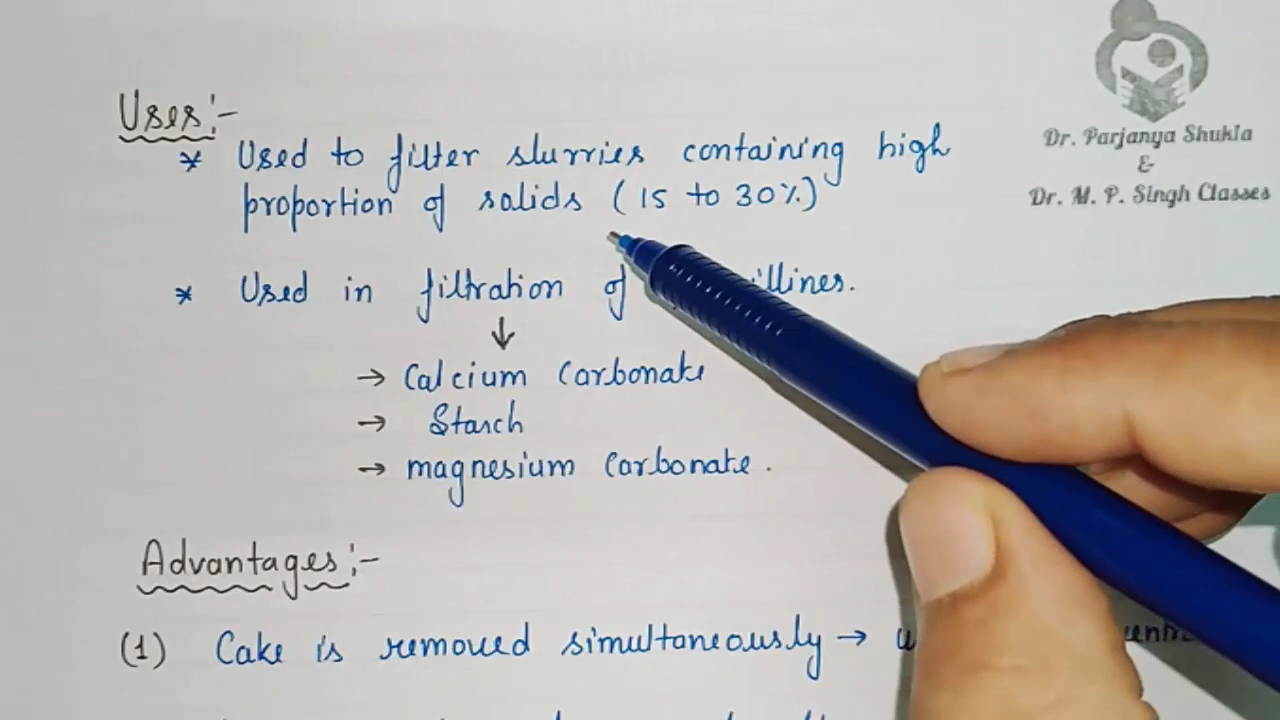 Uses:-
* Used to filter slurries containing high
proportion of solids (15 to 30%)
* Used in filtration of
↓
→ Calcium Carbonate
→ Starch
→ magnesium Carbonate.
Advantages:-
(1) Cake is removed simultaneously →
Dr. Parjanya Shukla
&
Dr. M. P. Singh Classes